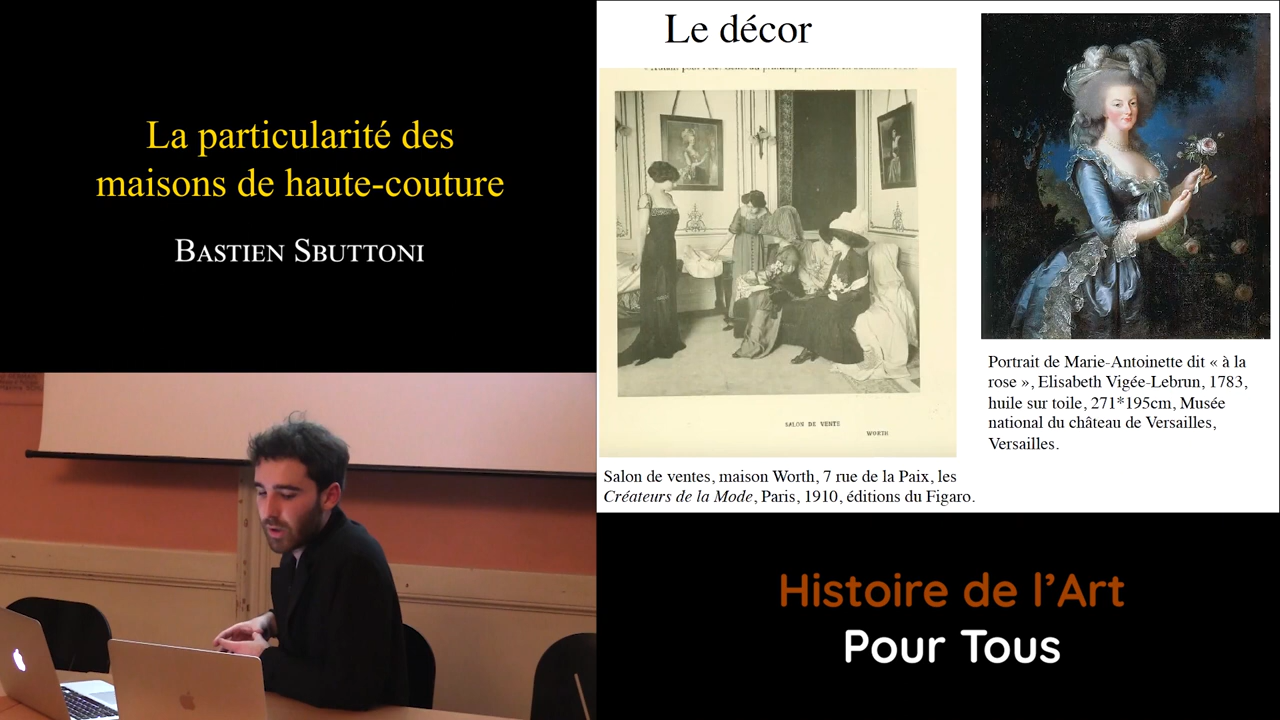 La particularité des
maisons de haute-couture
BASTIEN SBUTTONI
Le décor
SALON DE VENTE
WORTH
Portrait de Marie-Antoinette dit « à la
rose », Elisabeth Vigée-Lebrun, 1783,
huile sur toile, 271*195cm, Musée
national du château de Versailles,
Versailles.
Salon de ventes, maison Worth, 7 rue de la Paix, les
Créateurs de la Mode, Paris, 1910, éditions du Figaro.
Histoire de l'Art
Pour Tous